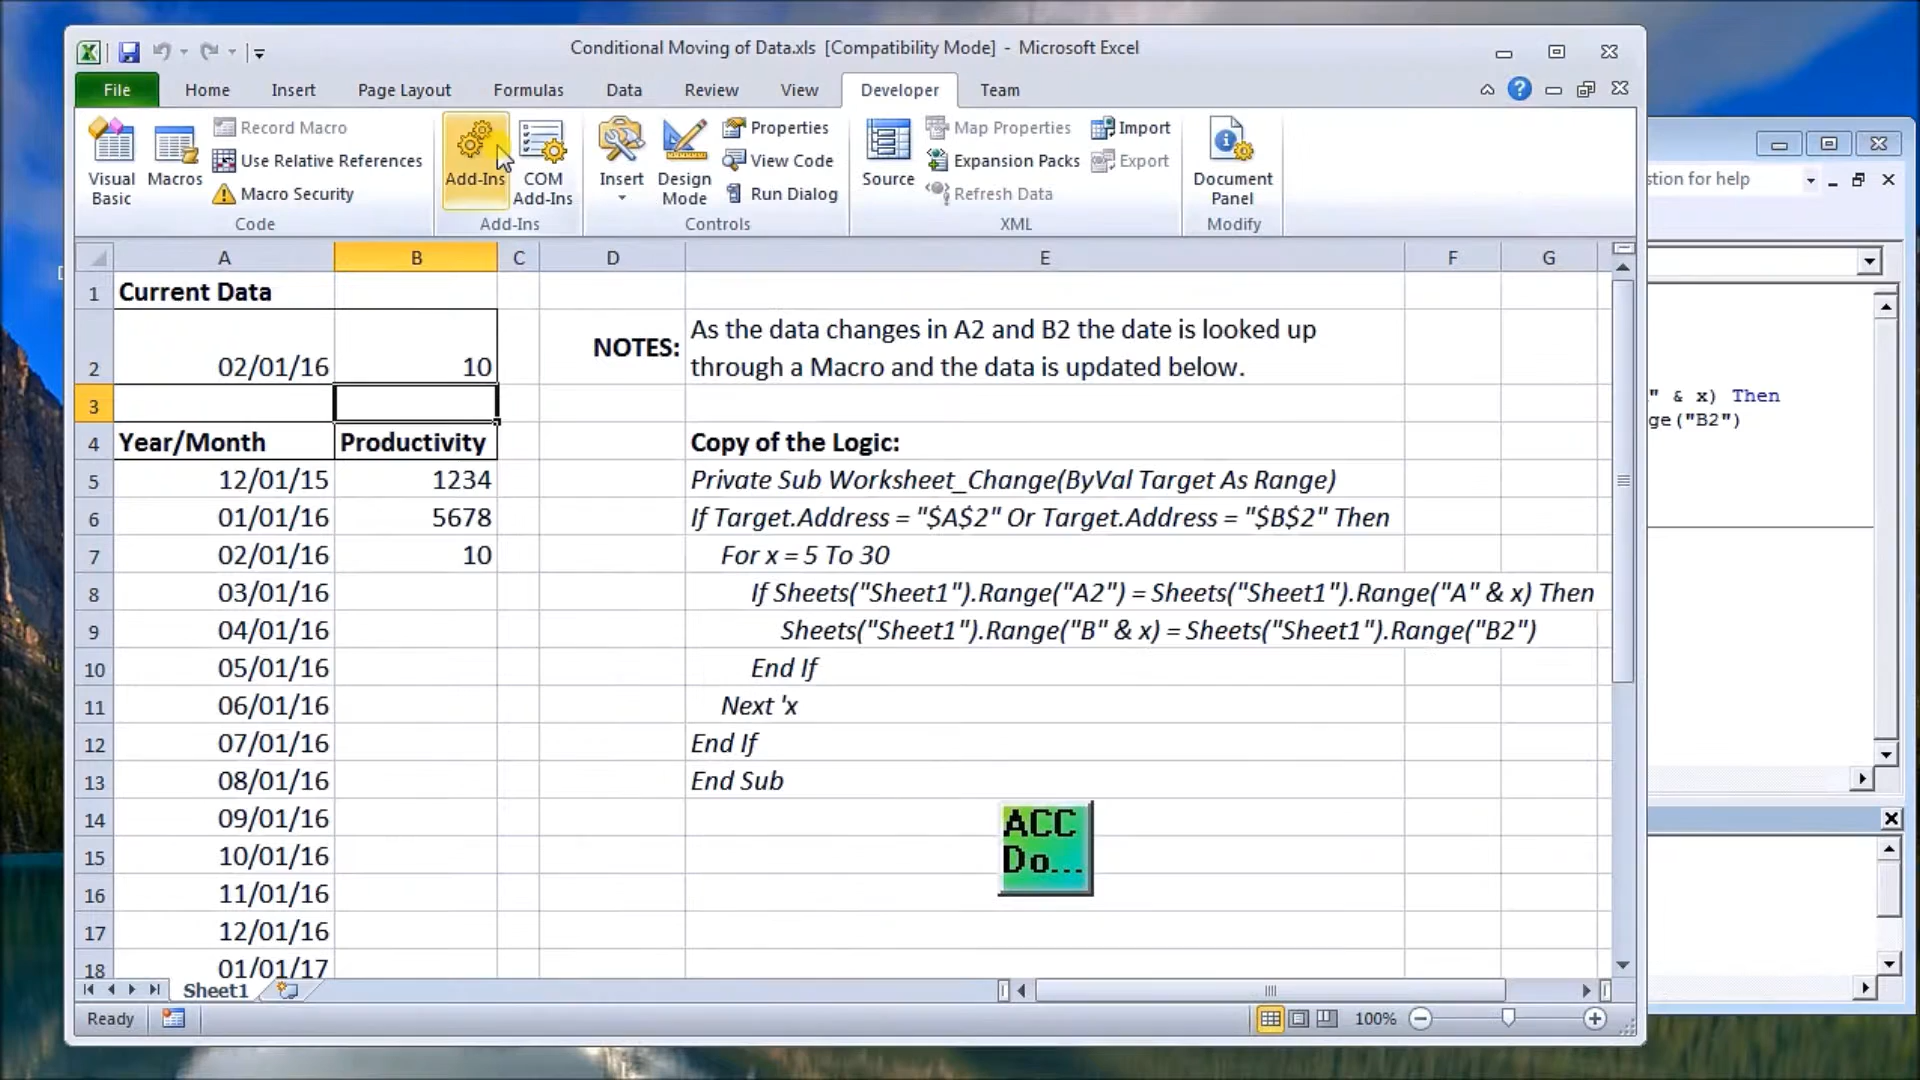 Conditional Moving of Data.xls [Compatibility Mode] - Microsoft Excel
File Home Insert Page Layout Formulas Data Review View Developer Team
Visual Basic
Macros
Record Macro
Use Relative References
Macro Security
Code
Add-Ins
COM Add-Ins
Add-Ins
Insert
Design Mode
Properties
View Code
Run Dialog
Controls
Source
Map Properties
Expansion Packs
Refresh Data
Import
Export
XML
Document Panel
Modify
stion for help
A B C D E F G
1 Current Data
2 02/01/16 10 NOTES: As the data changes in A2 and B2 the date is looked up
through a Macro and the data is updated below.
3
4 Year/Month Productivity Copy of the Logic:
5 12/01/15 1234 Private Sub Worksheet_Change(ByVal Target As Range)
6 01/01/16 5678 If Target.Address = "$A$2" Or Target.Address = "$B$2" Then
7 02/01/16 10 For x = 5 To 30
8 03/01/16 If Sheets("Sheet1").Range("A2") = Sheets("Sheet1").Range("A" & x) Then
9 04/01/16 Sheets("Sheet1").Range("B" & x) = Sheets("Sheet1").Range("B2")
10 05/01/16 End If
11 06/01/16 Next 'x
12 07/01/16 End If
13 08/01/16 End Sub
14 09/01/16
15 10/01/16
16 11/01/16
17 12/01/16
18 01/01/17
ACC
Do...
" & x) Then
ge("B2")
Sheet1
Ready
100%